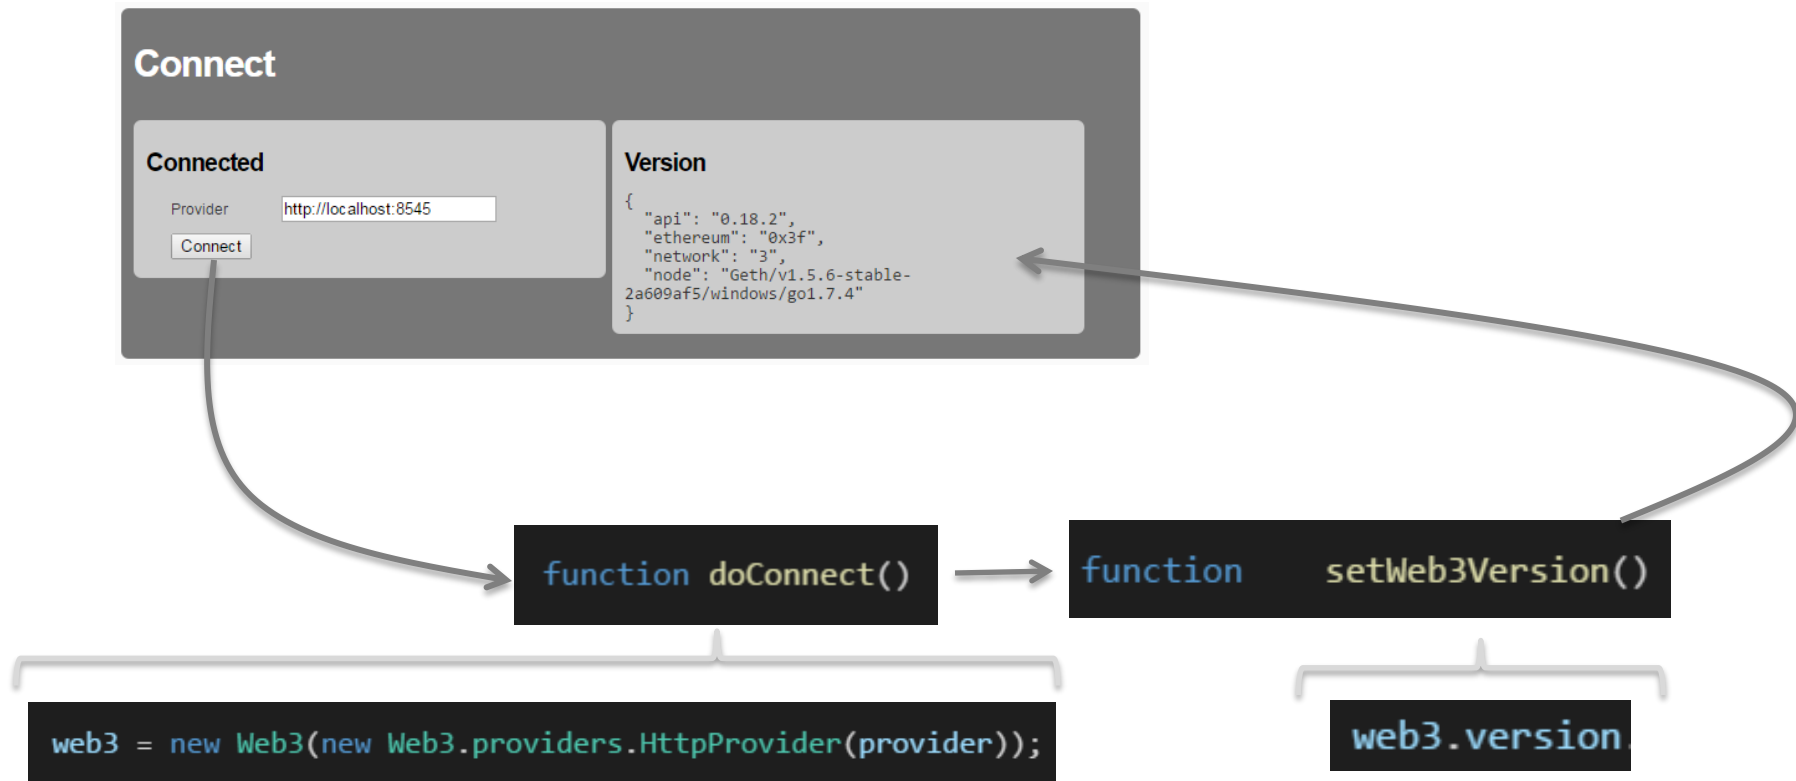 Connect
Connected
Provider
http://localhost:8545
Connect
Version
{
"api": "0.18.2",
"ethereum": "0x3f",
"network": "3",
"node": "Geth/v1.5.6-stable-
2a609af5/windows/go1.7.4"
}
function doConnect()
function setWeb3Version()
web3 = new Web3(new Web3.providers.HttpProvider(provider));
web3.version.